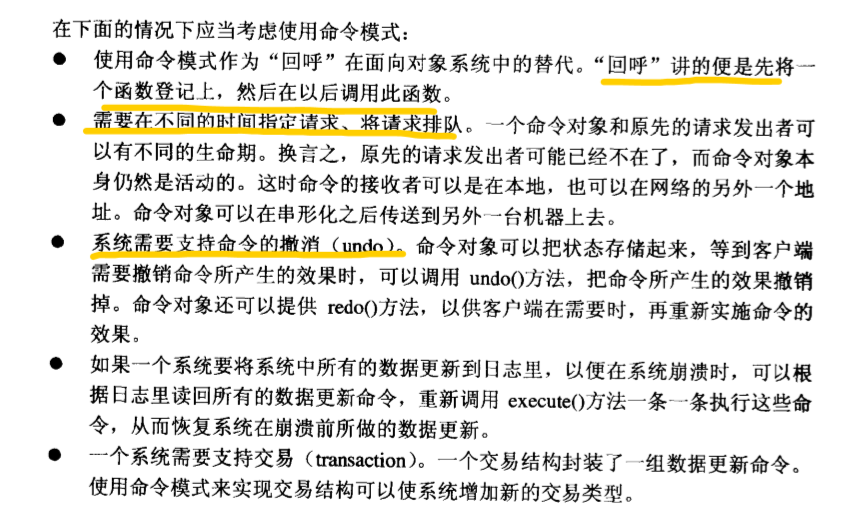 在下面的情况下应当考虑使用命令模式：
● 使用命令模式作为“回呼”在面向对象系统中的替代。“回呼”讲的便是先将一
个函数登记上，然后在以后调用此函数。
● 需要在不同的时间指定请求、将请求排队。一个命令对象和原先的请求发出者可
以有不同的生命期。换言之，原先的请求发出者可能已经不在了，而命令对象本
身仍然是活动的。这时命令的接收者可以是在本地，也可以在网络的另外一个地
址。命令对象可以在串形化之后传送到另外一台机器上去。
● 系统需要支持命令的撤消（undo）。命令对象可以把状态存储起来，等到客户端
需要撤销命令所产生的效果时，可以调用 undo()方法，把命令所产生的效果撤销
掉。命令对象还可以提供 redo()方法，以供客户端在需要时，再重新实施命令的
效果。
● 如果一个系统要将系统中所有的数据更新到日志里，以便在系统崩溃时，可以根
据日志里读回所有的数据更新命令，重新调用 execute()方法一条一条执行这些命
令，从而恢复系统在崩溃前所做的数据更新。
● 一个系统需要支持交易（transaction）。一个交易结构封装了一组数据更新命令。
使用命令模式来实现交易结构可以使系统增加新的交易类型。